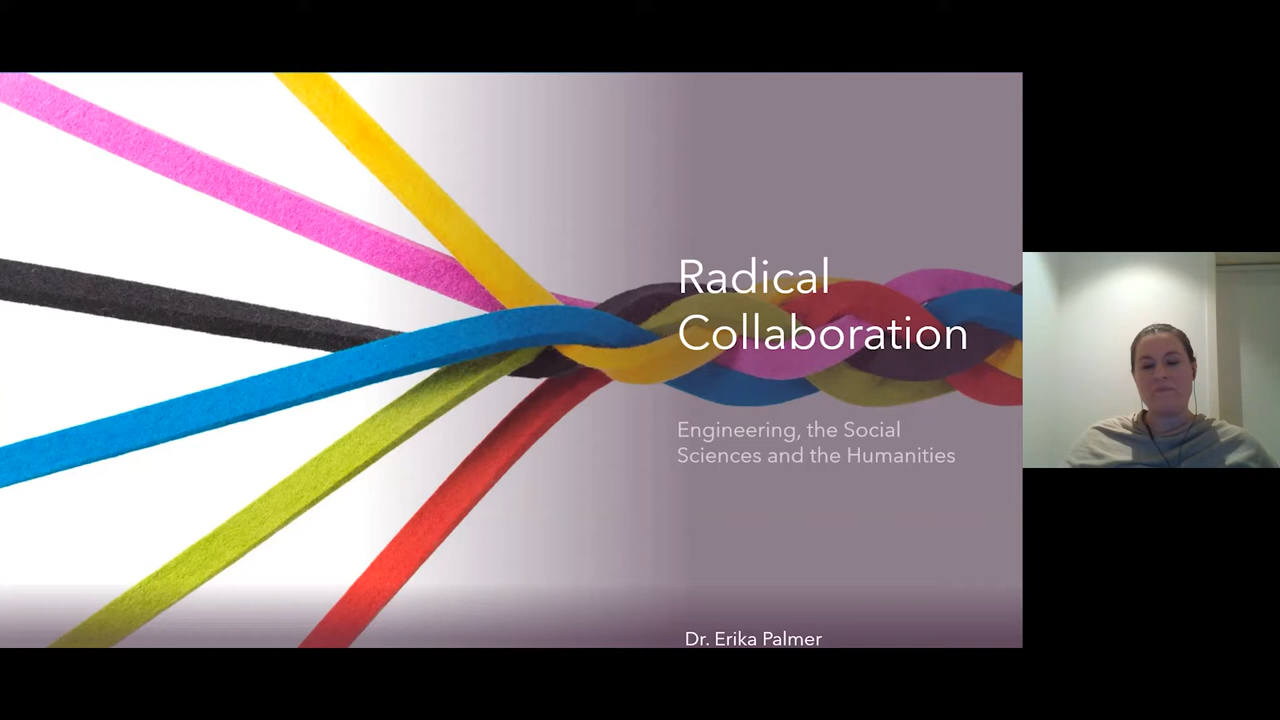 Radical
Collaboration
Engineering, the Social
Sciences and the Humanities
Dr. Erika Palmer